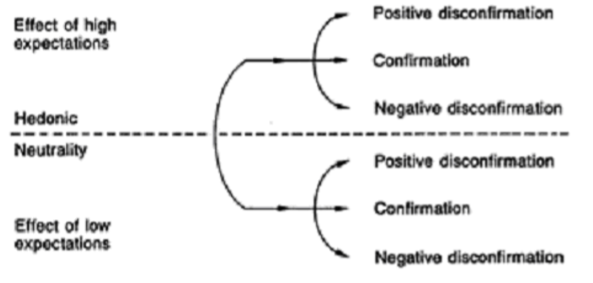 Effect of high
expectations
Positive disconfirmation
Confirmation
Negative disconfirmation
Hedonic
Neutrality
Positive disconfirmation
Confirmation
Negative disconfirmation
Effect of low
expectations